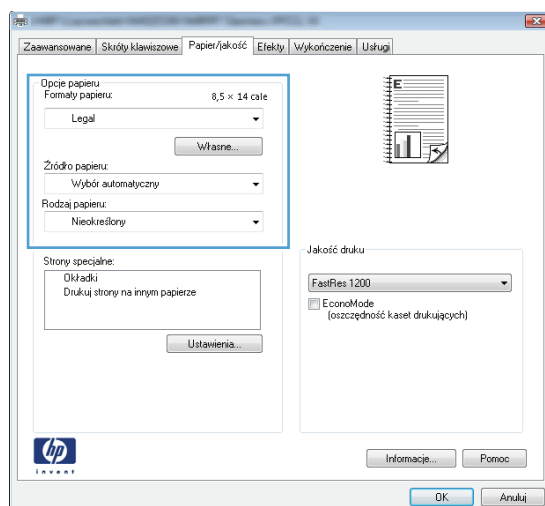 Zaawansowane Skróty klawiszowe Papier/jakość Efekty Wykończenie Usługi
Opcje papieru
Formaty papieru: 8,5 × 14 cale
Legal
Własne...
Źródło papieru:
Wybór automatyczny
Rodzaj papieru:
Nieokreślony
E
Strony specjalne:
Okładki
Drukuj strony na innym papierze
Ustawienia...
Jakość druku
FastRes 1200
EconoMode
(oszczędność kaset drukujących)
hp
invent
Informacje... Pomoc
OK Anuluj